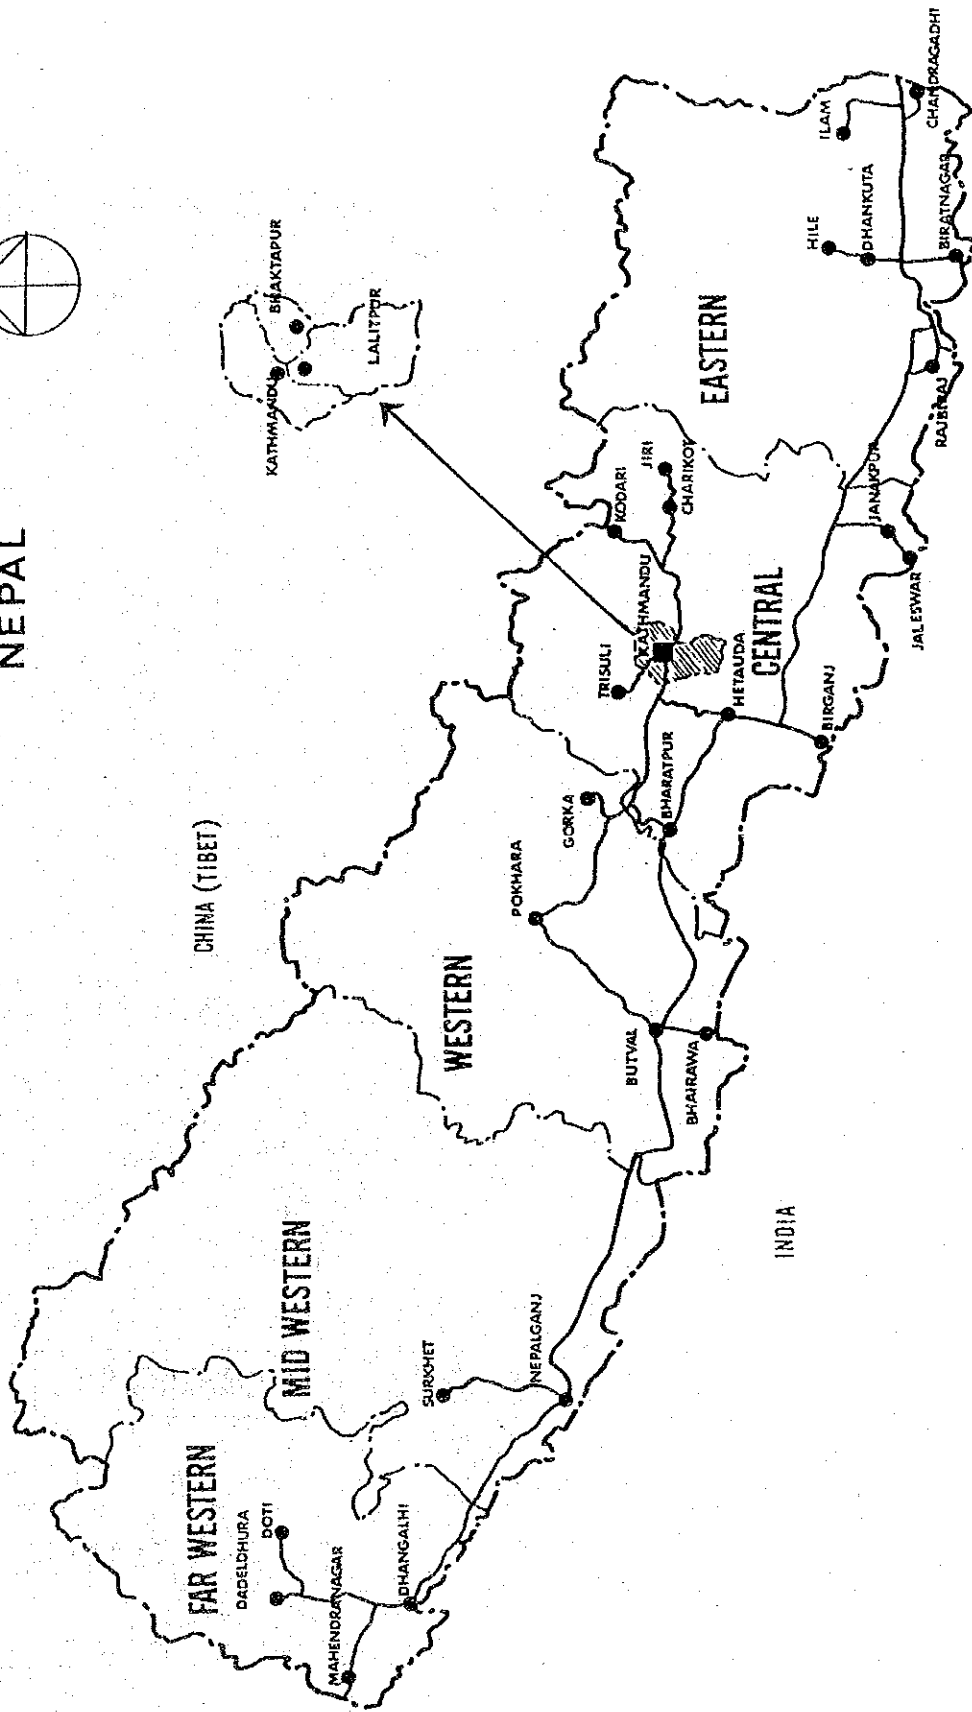 NEPAL
CHINA (TIBET)
INDIA
FAR WESTERN
MID WESTERN
WESTERN
CENTRAL
EASTERN
DADELDHURA
DOTI
MAHENDRANAGAR
DHANGALHI
SURKHET
NEPALGANJ
POKHARA
GORKA
BUTVAL
BHAIRAWA
BHARATPUR
TRISULI
KATHMANDU
HETAUDA
BIRGANJ
KODARI
JIRI
CHARIKOT
JANAKPUR
JALESWAR
RAJBIRAJ
HILE
DHANKUTA
BIRATNAGAR
ILAM
CHANDRAGADHI
KATHMANDU
BHAKTAPUR
LALITPUR